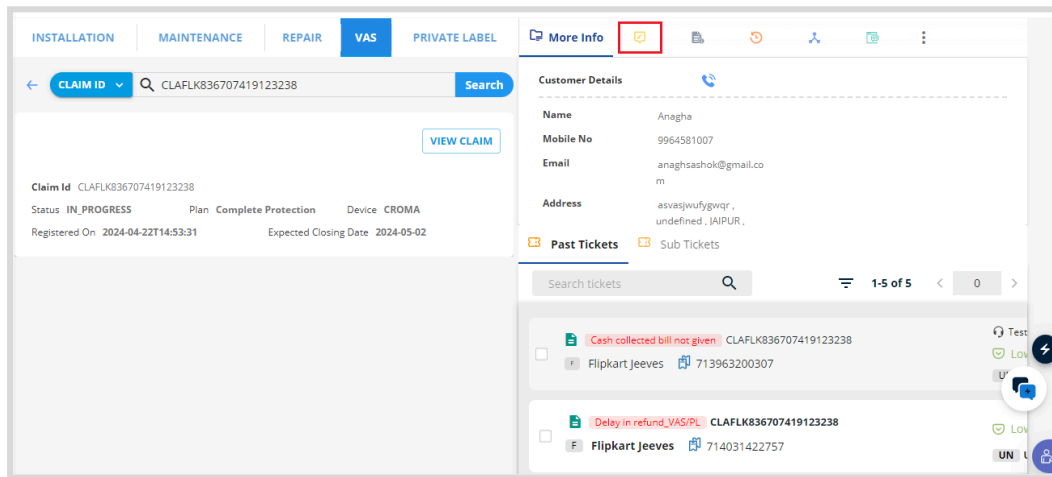 INSTALLATION MAINTENANCE REPAIR VAS PRIVATE LABEL
CLAIM ID CLAFLK836707419123238 Search
VIEW CLAIM
Claim Id CLAFLK836707419123238
Status IN_PROGRESS Plan Complete Protection Device CROMA
Registered On 2024-04-22T14:53:31 Expected Closing Date 2024-05-02
More Info
Customer Details
Name Anagha
Mobile No 9964581007
Email anaghsashok@gmail.co
m
Address asvasjwufygwqr ,
undefined , JAIPUR ,
Past Tickets Sub Tickets
Search tickets 1-5 of 5 < 0 >
Cash collected bill not given CLAFLK836707419123238 Test
F Flipkart Jeeves 713963200307 Lov
Delay in refund_VAS/PL CLAFLK836707419123238 Lov
F Flipkart Jeeves 714031422757 UN